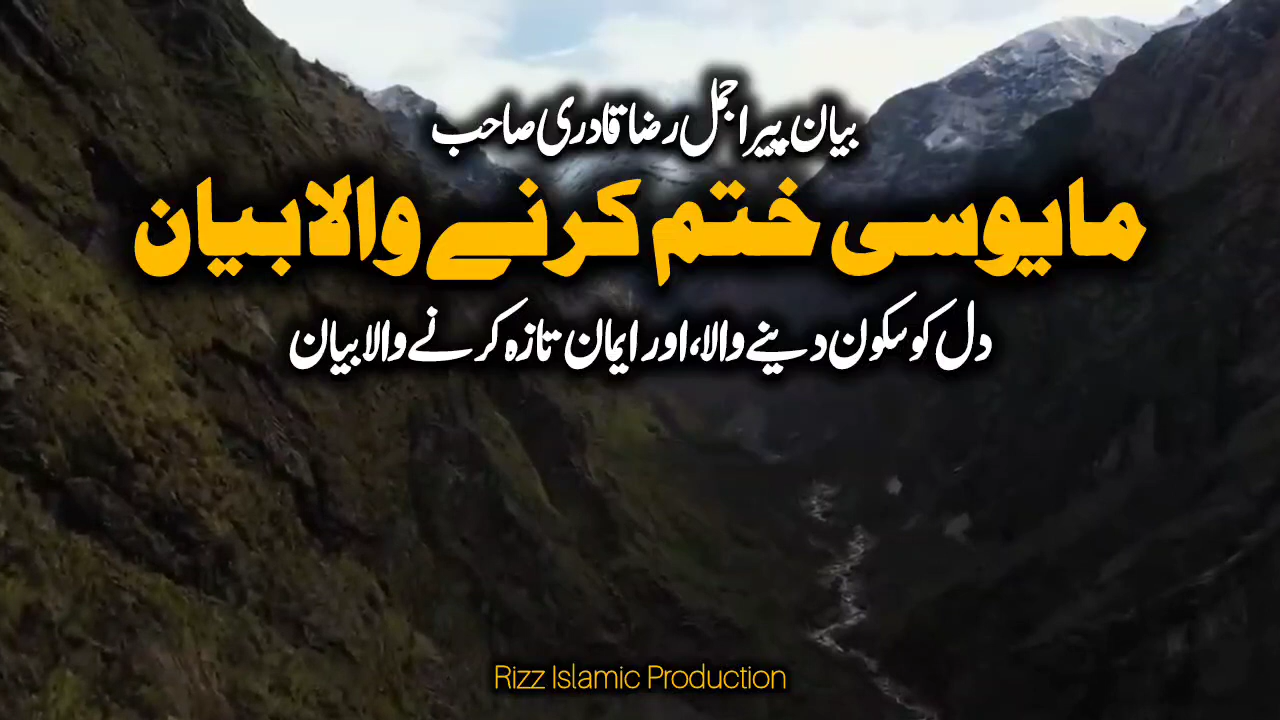 بیان پیر اجمل رضا قادری صاحب
مایوسی ختم کرنے والا بیان
دل کو سکون دینے والا، اور ایمان تازہ کرنے والا بیان
Rizz Islamic Production